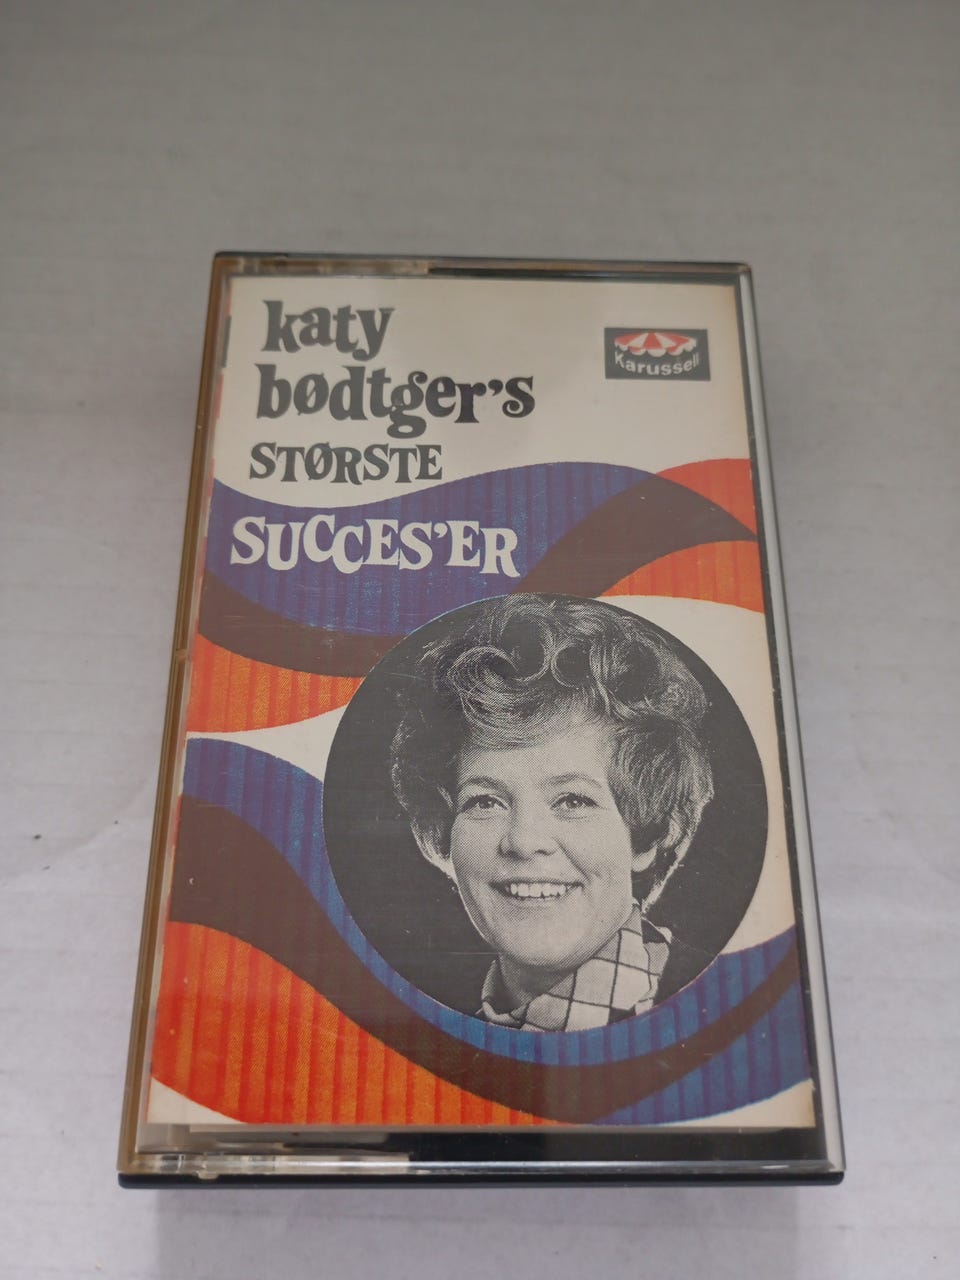 katy
bødtger's
STØRSTE
SUCCES'ER
Karussell